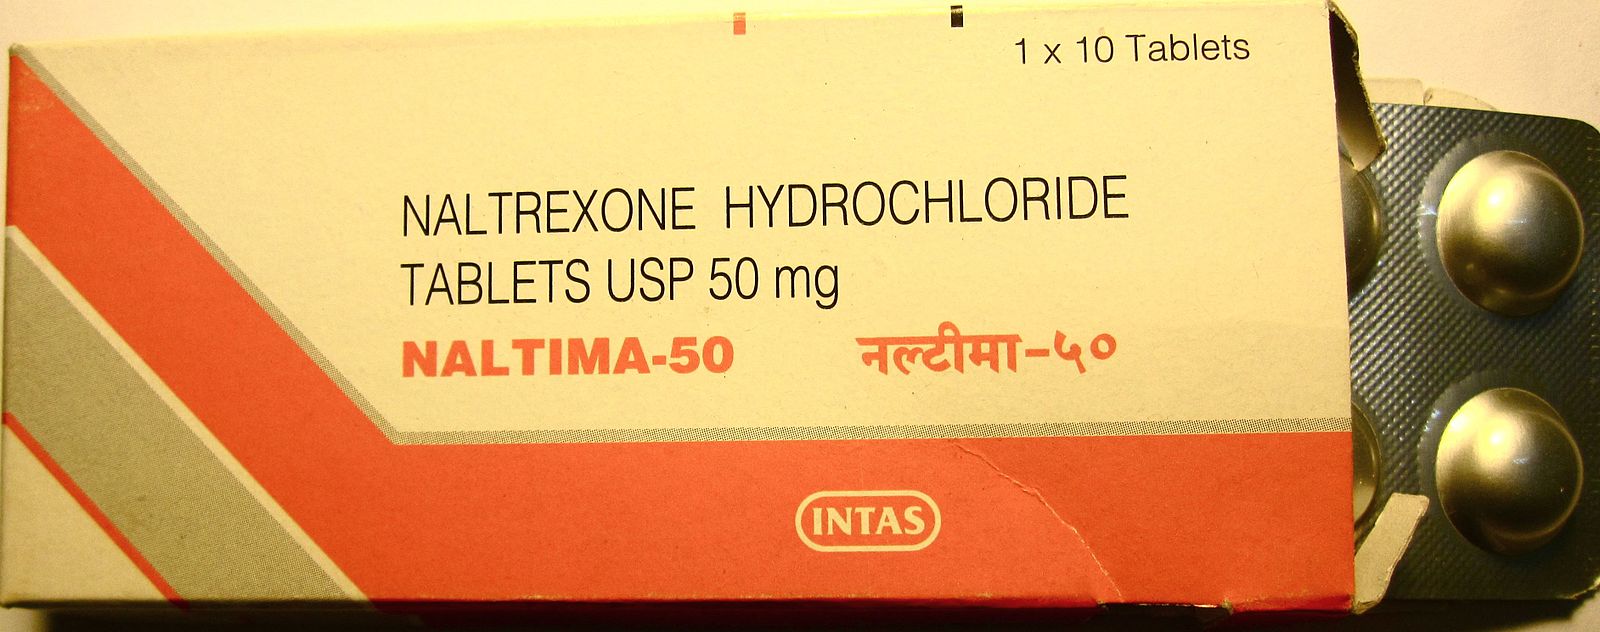 1 x 10 Tablets
NALTREXONE HYDROCHLORIDE
TABLETS USP 50 mg
NALTIMA-50 नल्टीमा-५०
INTAS